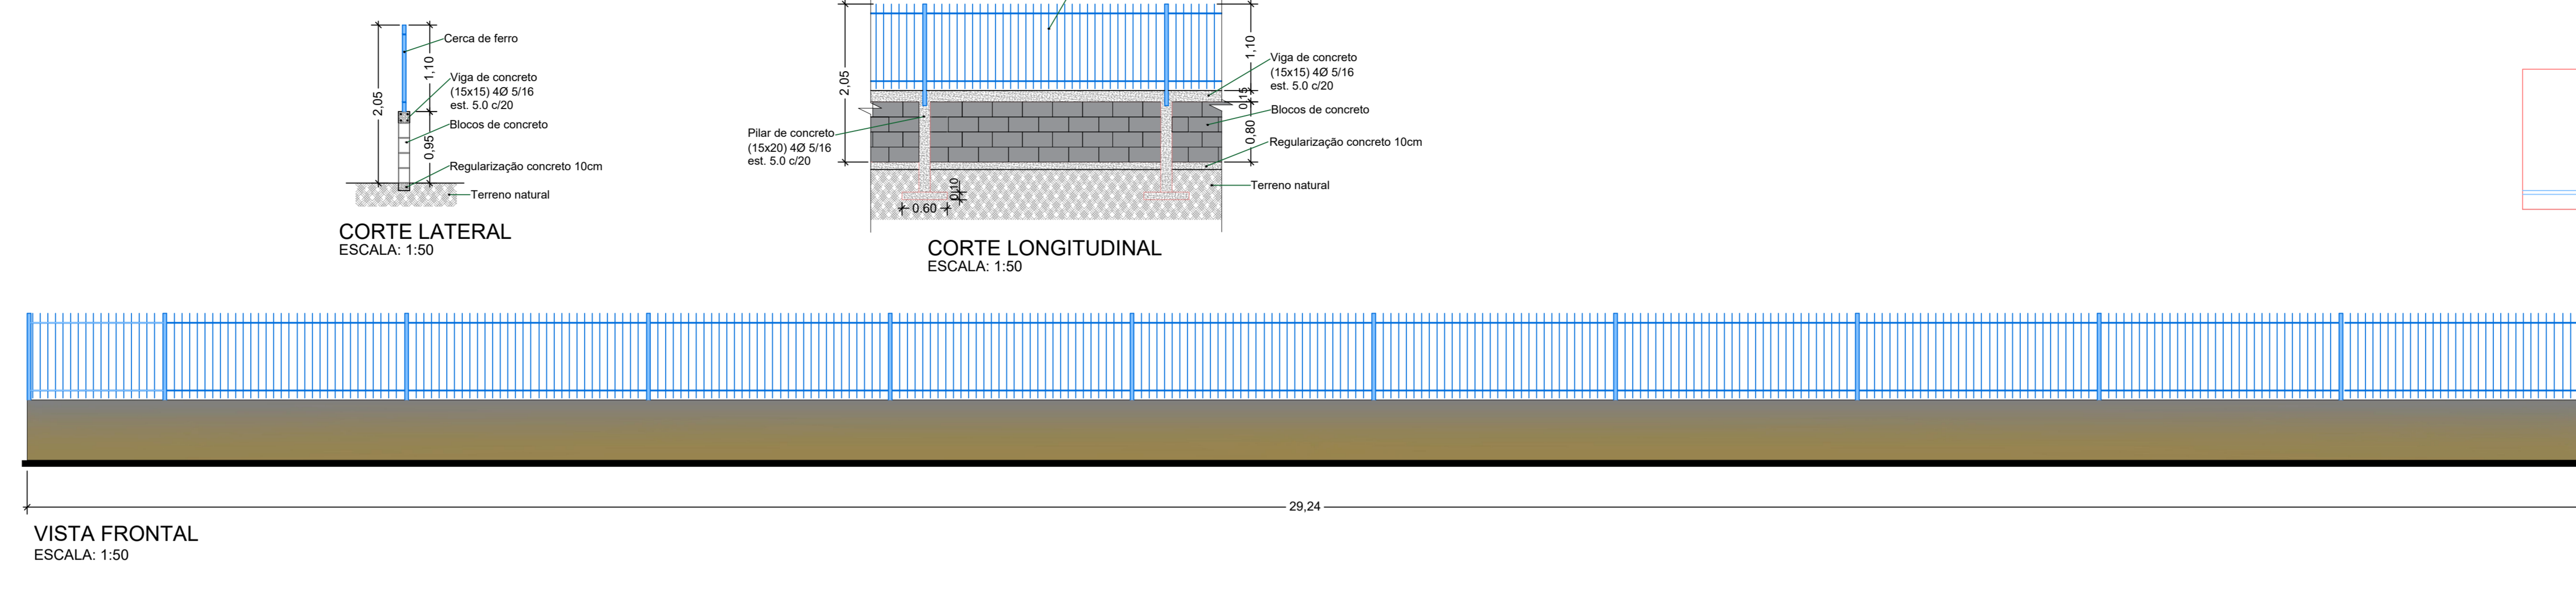 2,05
1,10
0,95
Cerca de ferro
Viga de concreto
(15x15) 4Ø 5/16
est. 5.0 c/20
Blocos de concreto
Regularização concreto 10cm
Terreno natural
CORTE LATERAL
ESCALA: 1:50
2,05
Pilar de concreto
(15x20) 4Ø 5/16
est. 5.0 c/20
0,10
0.60
1,10
0,15
0,80
Viga de concreto
(15x15) 4Ø 5/16
est. 5.0 c/20
Blocos de concreto
Regularização concreto 10cm
Terreno natural
CORTE LONGITUDINAL
ESCALA: 1:50
29,24
VISTA FRONTAL
ESCALA: 1:50